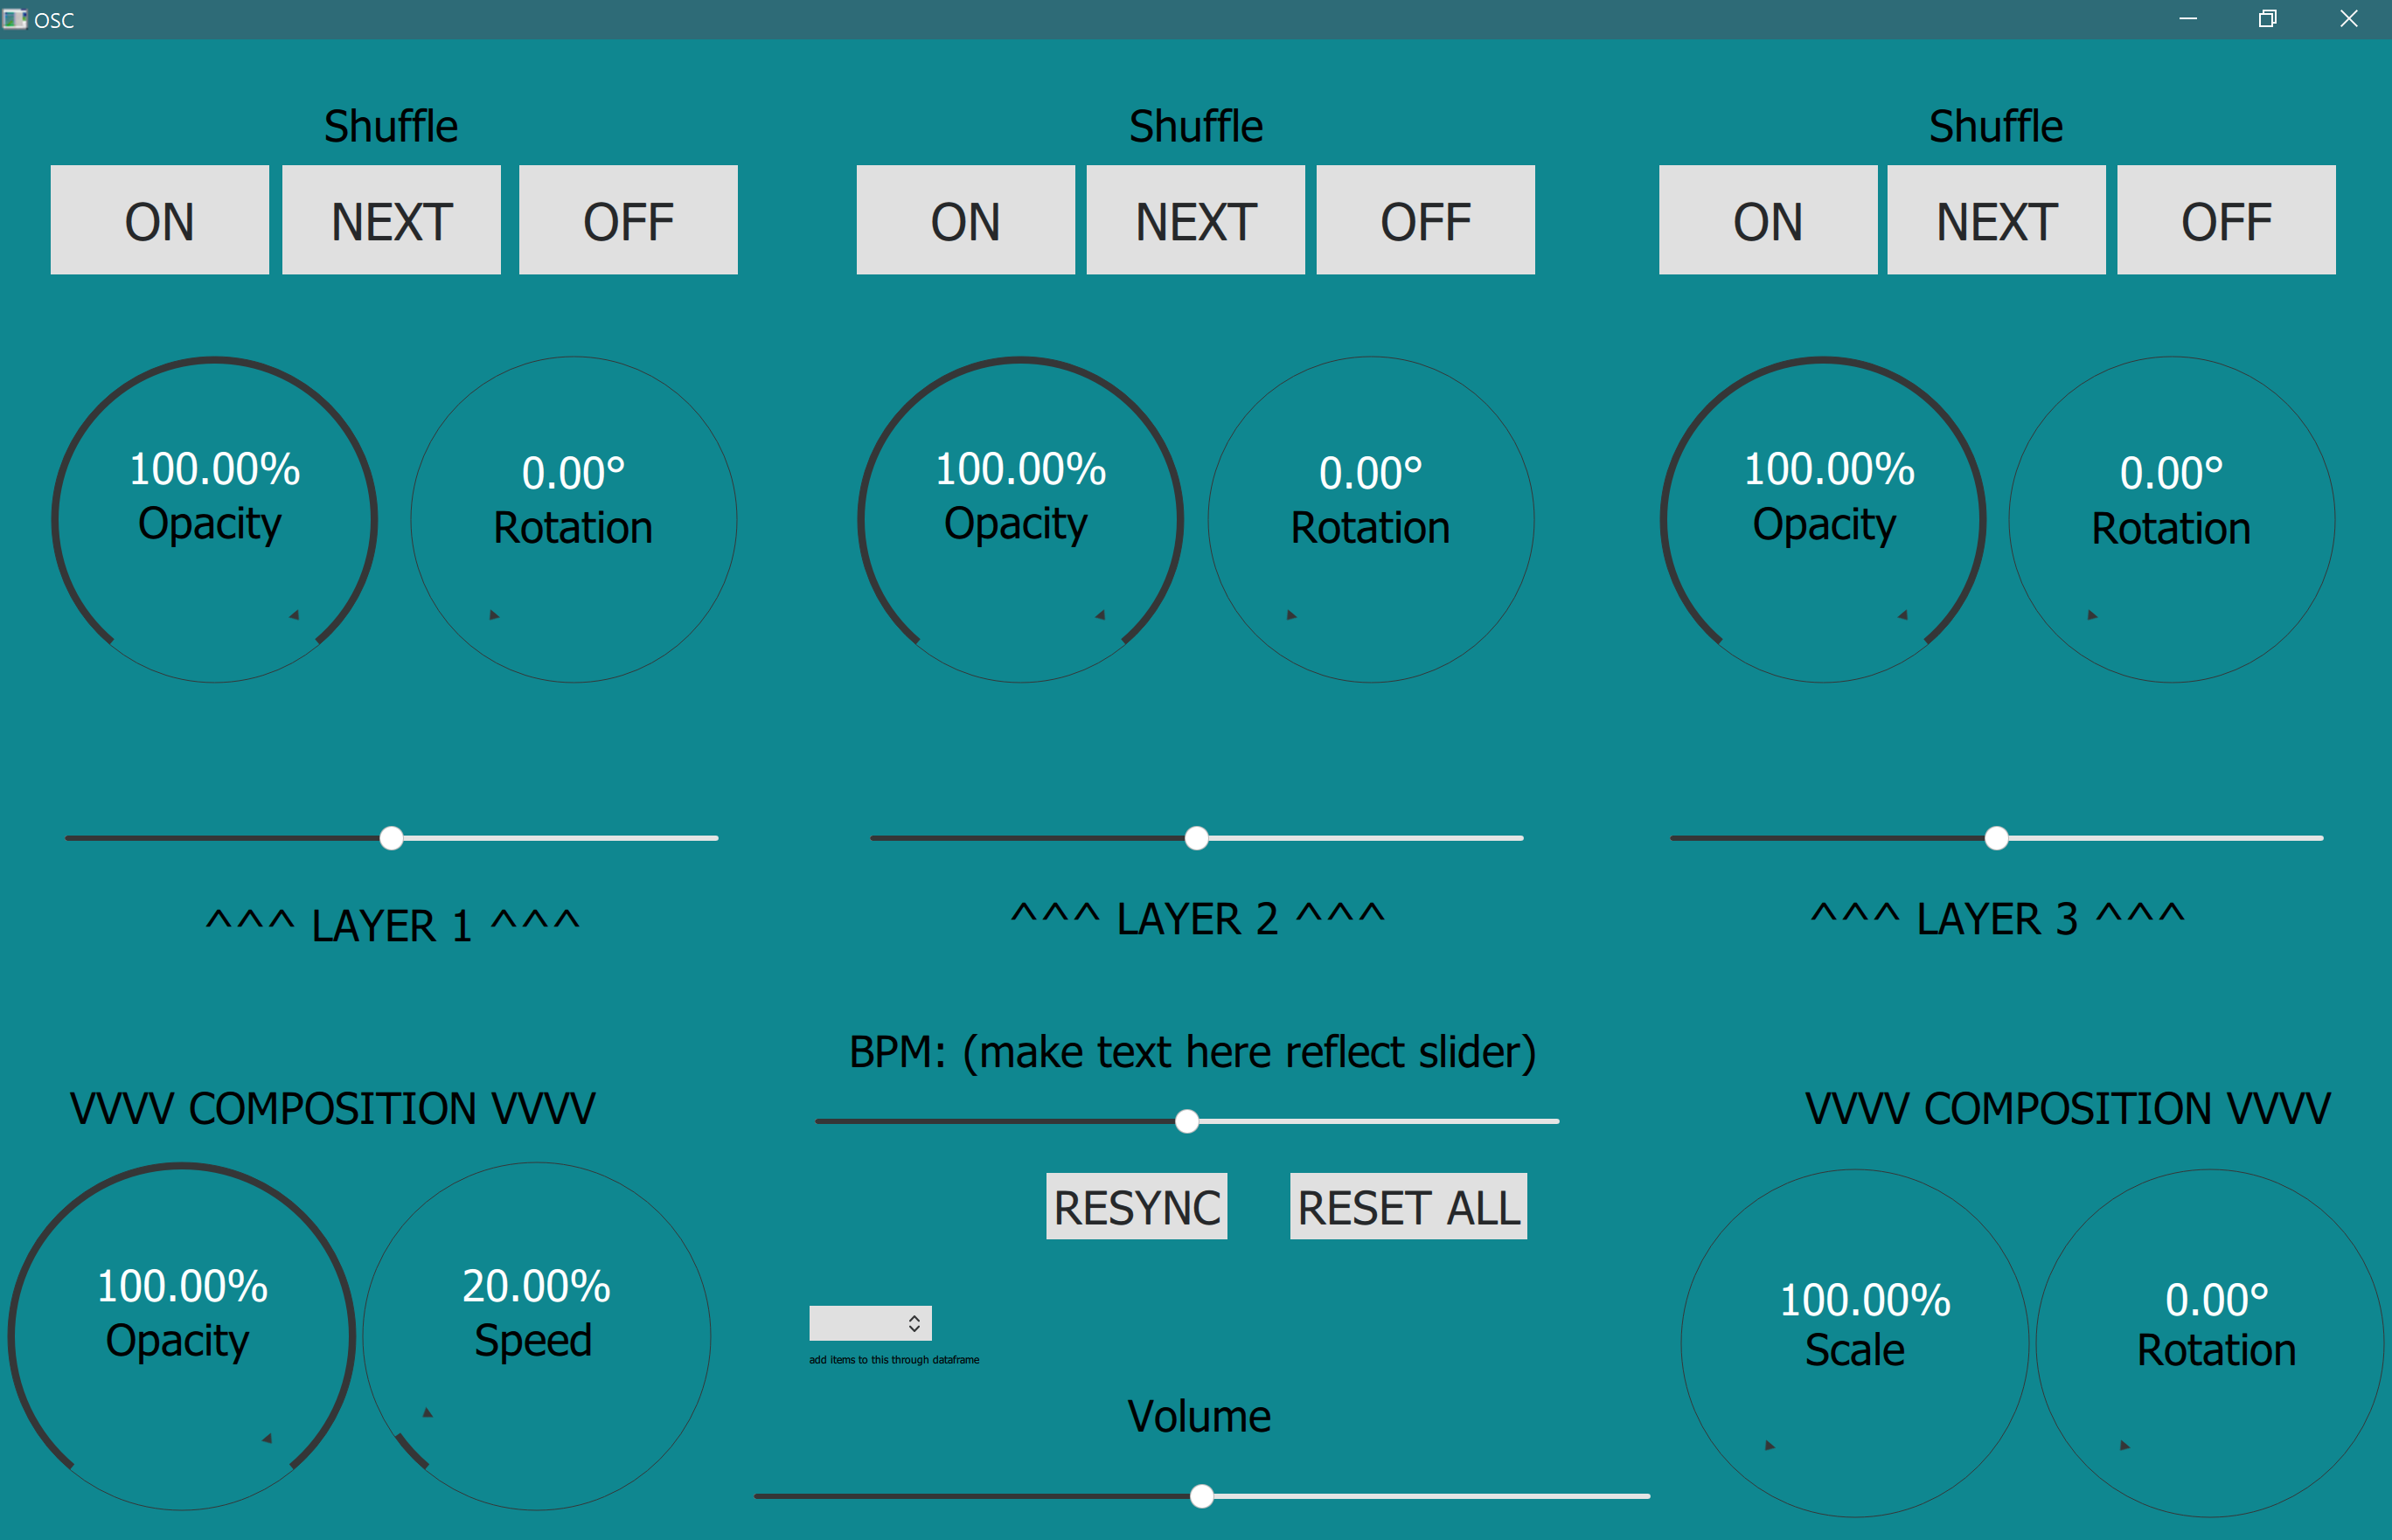 OSC
Shuffle
ON NEXT OFF
100.00%
Opacity
0.00°
Rotation
^^^ LAYER 1 ^^^
Shuffle
ON NEXT OFF
100.00%
Opacity
0.00°
Rotation
^^^ LAYER 2 ^^^
Shuffle
ON NEXT OFF
100.00%
Opacity
0.00°
Rotation
^^^ LAYER 3 ^^^
VVVV COMPOSITION VVVV
100.00%
Opacity
20.00%
Speed
BPM: (make text here reflect slider)
RESYNC RESET ALL
add items to this through dataframe
Volume
VVVV COMPOSITION VVVV
100.00%
Scale
0.00°
Rotation